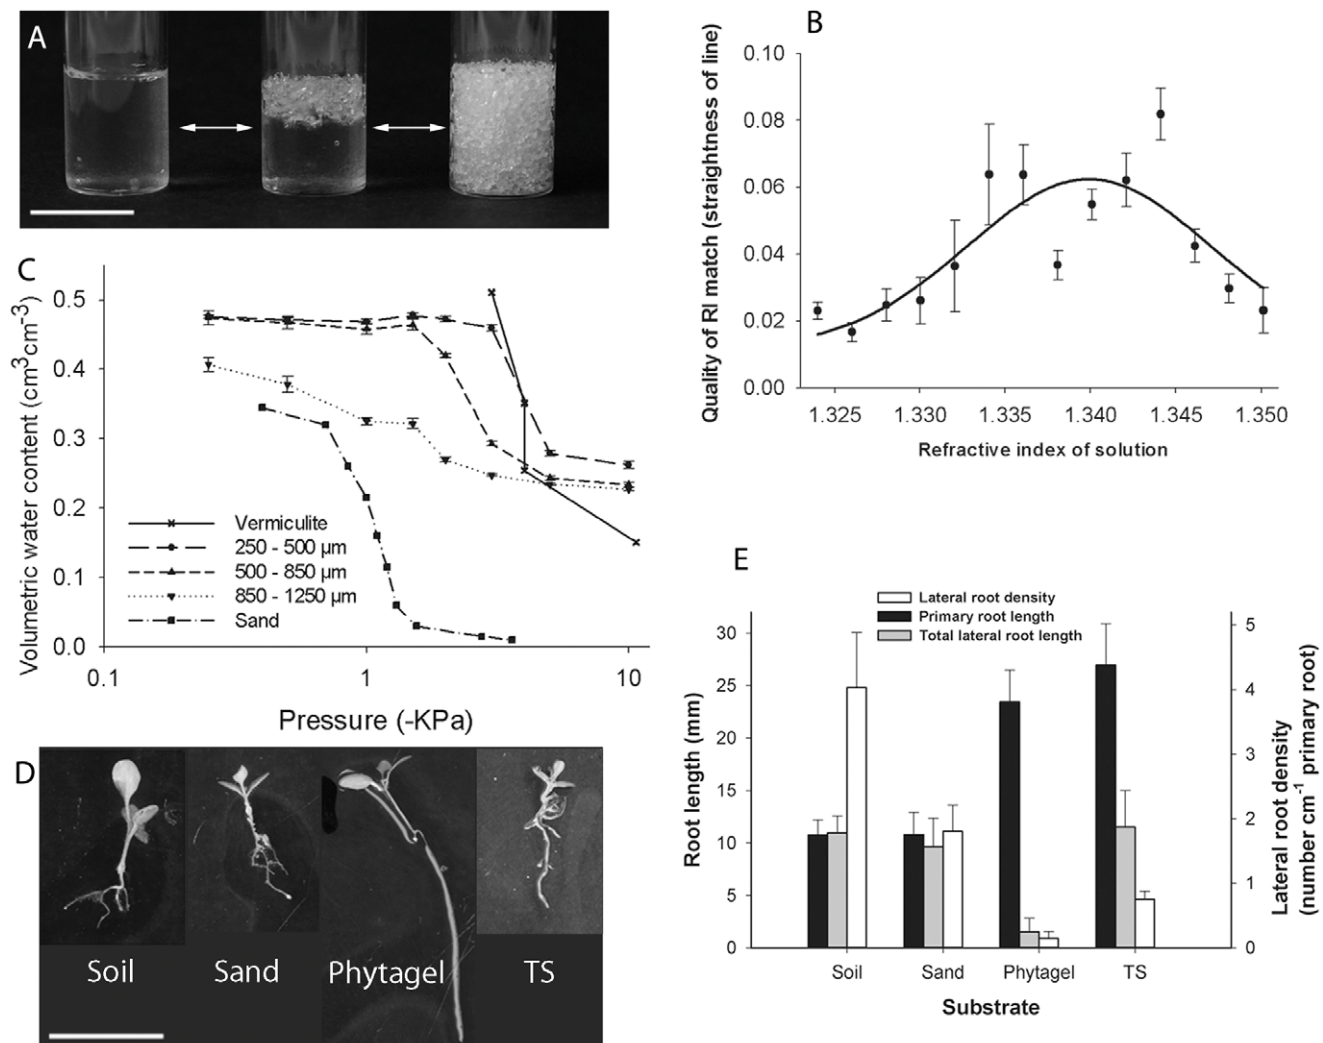 A
B
Quality of RI match (straightness of line)
0.10
0.08
0.06
0.04
0.02
0.00
1.325
1.330
1.335
1.340
1.345
1.350
Refractive index of solution
C
Volumetric water content (cm³cm⁻³)
0.5
0.4
0.3
0.2
0.1
0.0
Vermiculite
250 - 500 µm
500 - 850 µm
850 - 1250 µm
Sand
0.1
1
10
Pressure (-KPa)
D
Soil
Sand
Phytagel
TS
E
Lateral root density
Primary root length
Total lateral root length
Root length (mm)
30
25
20
15
10
5
0
5
4
3
2
1
0
Lateral root density
(number cm⁻¹ primary root)
Soil
Sand
Phytagel
TS
Substrate